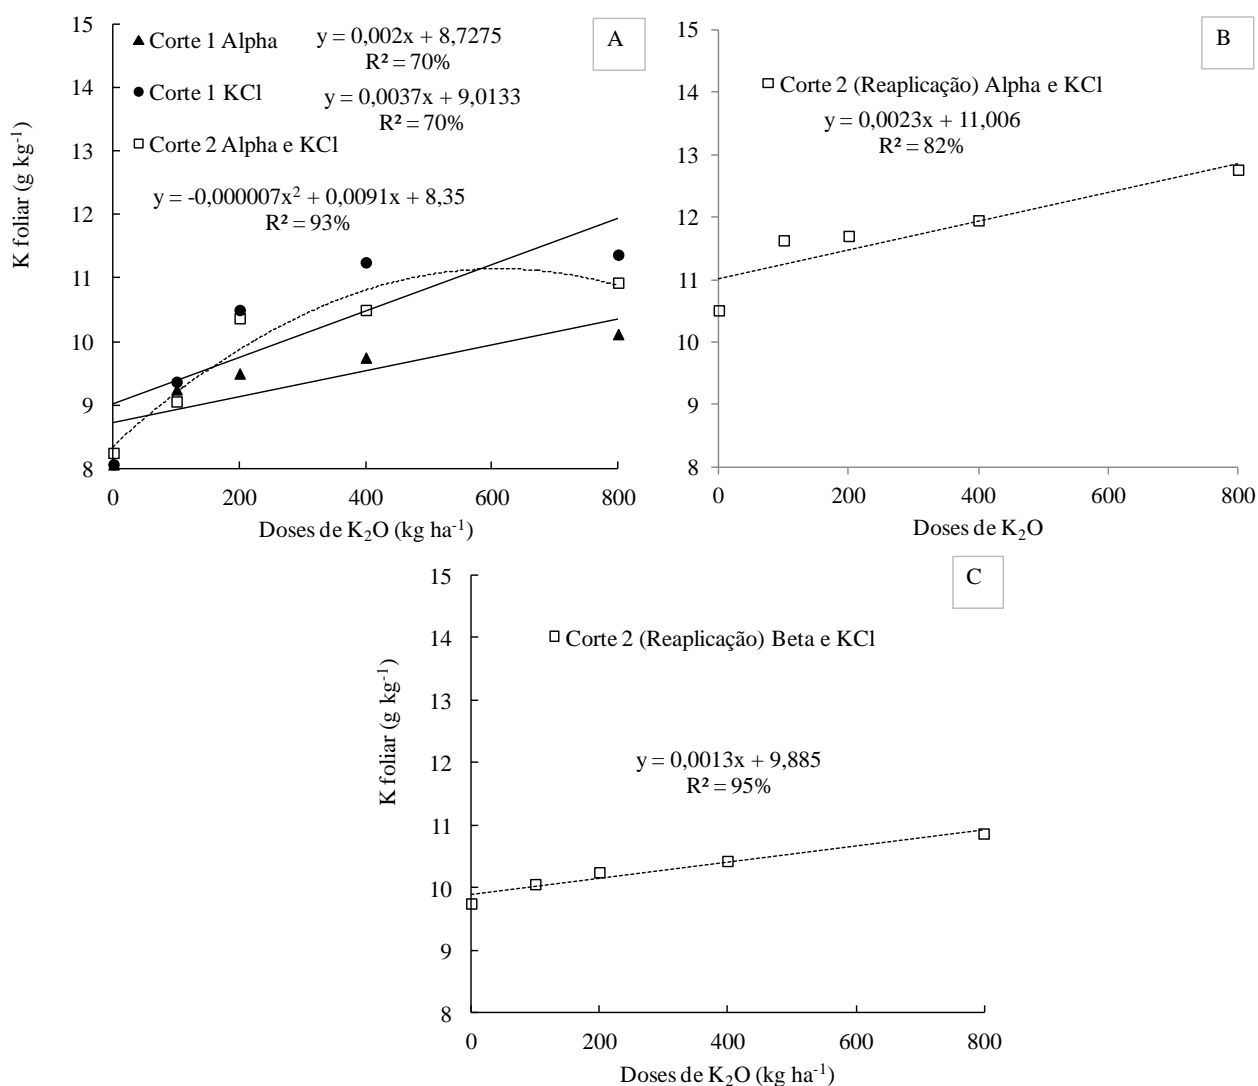 A
15
14
13
12
11
10
9
8
K foliar (g kg-1)
Corte 1 Alpha
y = 0,002x + 8,7275
R² = 70%
Corte 1 KCl
y = 0,0037x + 9,0133
R² = 70%
Corte 2 Alpha e KCl
y = -0,000007x2 + 0,0091x + 8,35
R² = 93%
0 200 400 600 800
Doses de K2O (kg ha-1)
B
15
14
13
12
11
10
9
8
Corte 2 (Reaplicação) Alpha e KCl
y = 0,0023x + 11,006
R² = 82%
0 200 400 600 800
Doses de K2O
C
15
14
13
12
11
10
9
8
K foliar (g kg-1)
Corte 2 (Reaplicação) Beta e KCl
y = 0,0013x + 9,885
R² = 95%
0 200 400 600 800
Doses de K2O (kg ha-1)